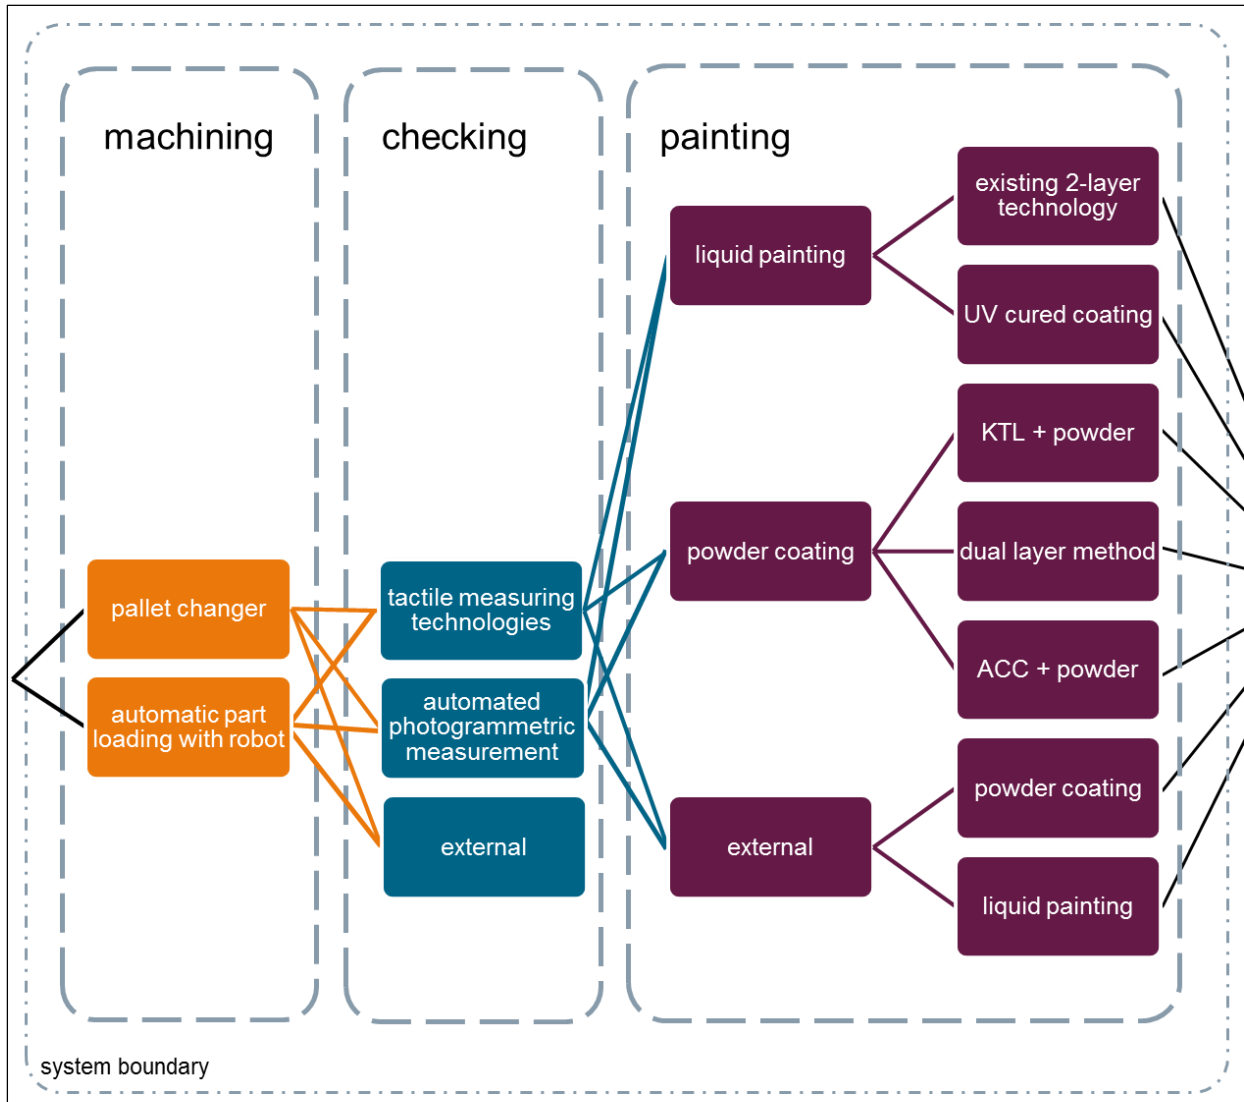 machining
pallet changer
automatic part
loading with robot
checking
tactile measuring
technologies
automated
photogrammetric
measurement
external
painting
liquid painting
powder coating
external
existing 2-layer
technology
UV cured coating
KTL + powder
dual layer method
ACC + powder
powder coating
liquid painting
system boundary